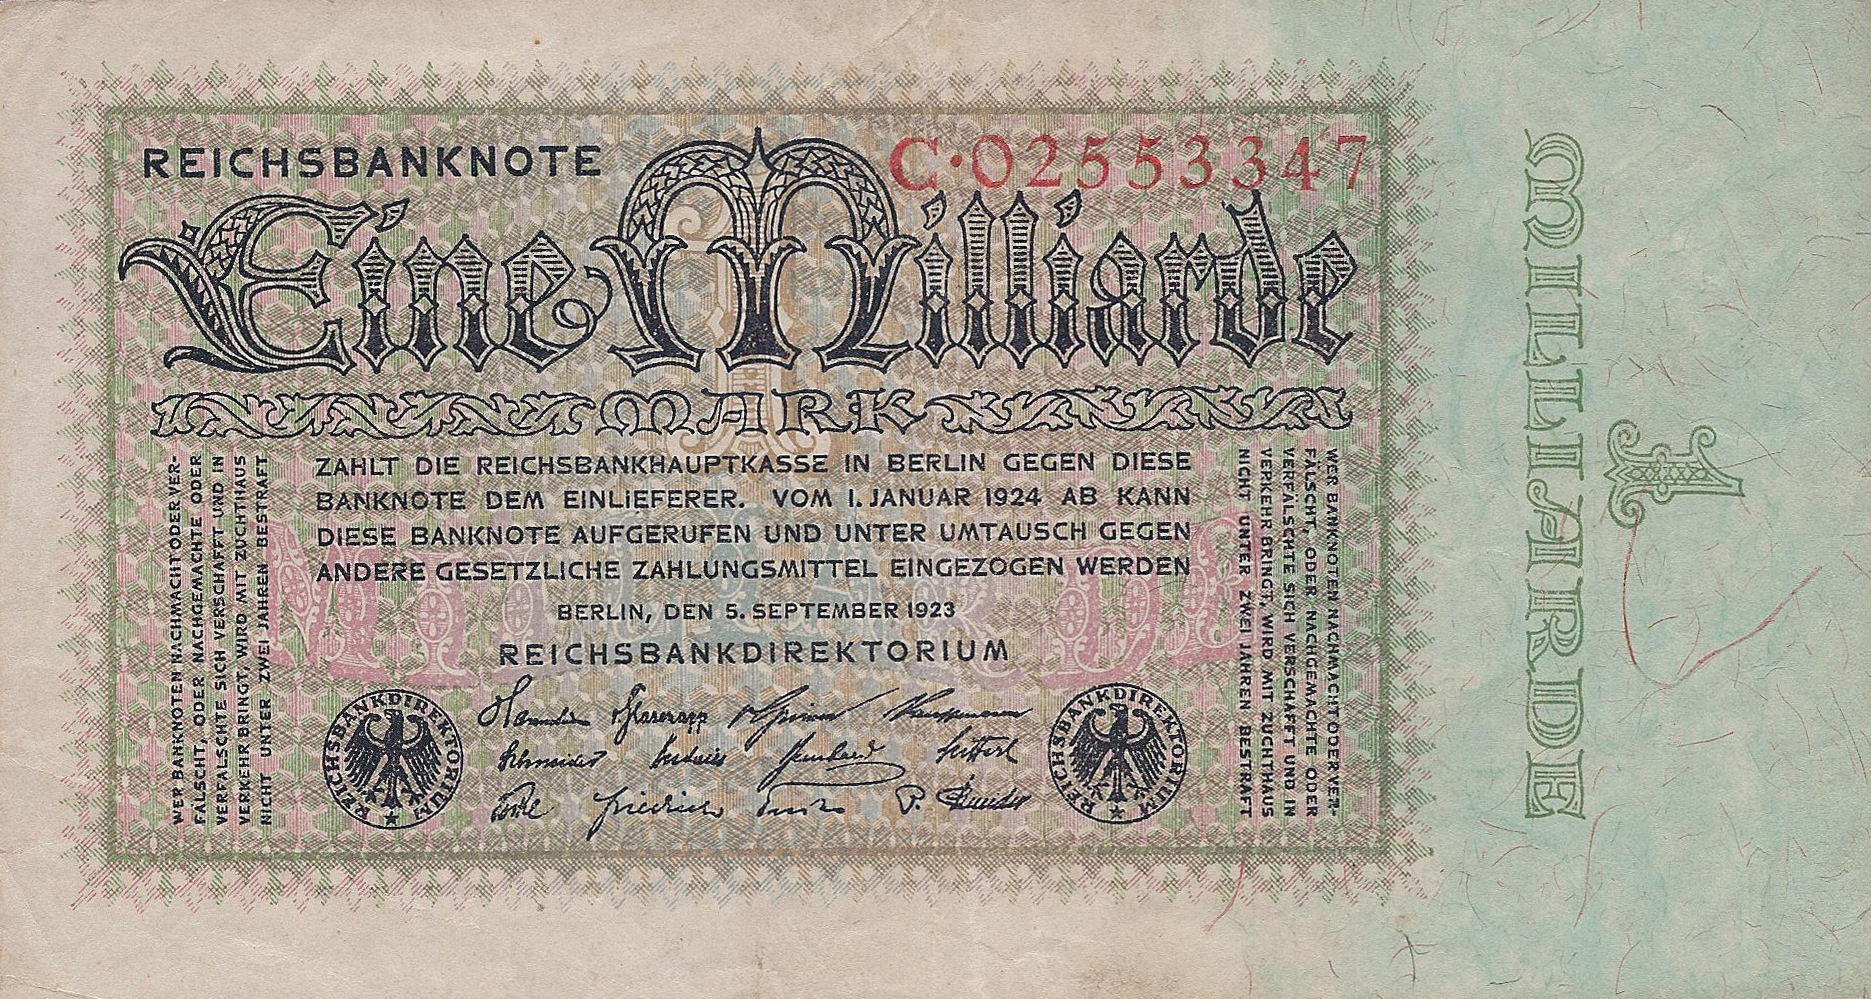 REICHSBANKNOTE
C·02553347
Eine Milliarde
MARK
ZAHLT DIE REICHSBANKHAUPTKASSE IN BERLIN GEGEN DIESE
BANKNOTE DEM EINLIEFERER. VOM 1. JANUAR 1924 AB KANN
DIESE BANKNOTE AUFGERUFEN UND UNTER UMTAUSCH GEGEN
ANDERE GESETZLICHE ZAHLUNGSMITTEL EINGEZOGEN WERDEN
BERLIN, DEN 5. SEPTEMBER 1923
REICHSBANKDIREKTORIUM
WER BANKNOTEN NACHMACHT ODER VER-
FÄLSCHT, ODER NACHGEMACHTE ODER
VERFÄLSCHTE SICH VERSCHAFFT UND IN
VERKEHR BRINGT, WIRD MIT ZUCHTHAUS
NICHT UNTER ZWEI JAHREN BESTRAFT
WER BANKNOTEN NACHMACHT ODER VER-
FÄLSCHT, ODER NACHGEMACHTE ODER
VERFÄLSCHTE SICH VERSCHAFFT UND IN
VERKEHR BRINGT, WIRD MIT ZUCHTHAUS
NICHT UNTER ZWEI JAHREN BESTRAFT
MILLIARDE
REICHSBANKDIREKTORIUM
REICHSBANKDIREKTORIUM
Kauffmann
Schneider
Friedrich
1
MILLIARDE